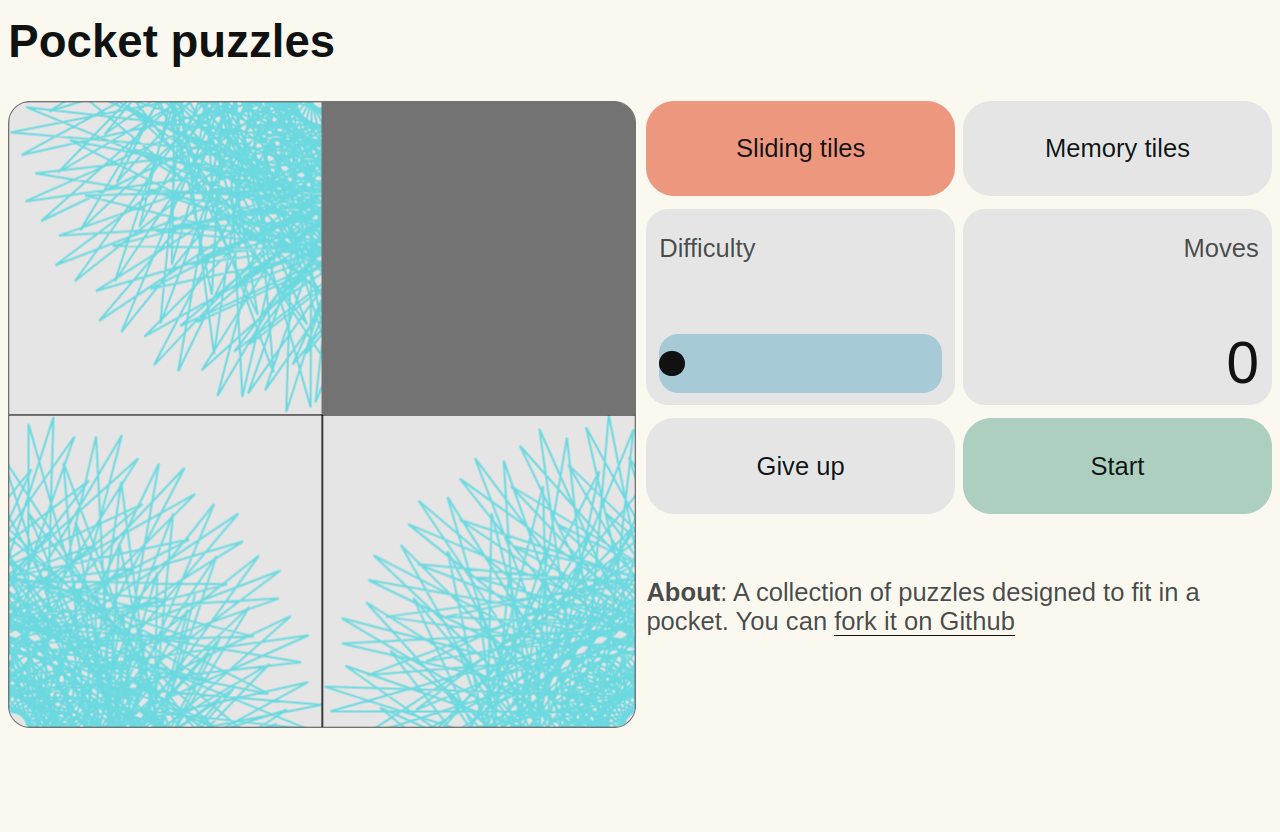 Pocket puzzles
Sliding tiles
Memory tiles
Difficulty
Moves
0
Give up
Start
About: A collection of puzzles designed to fit in a
pocket. You can fork it on Github